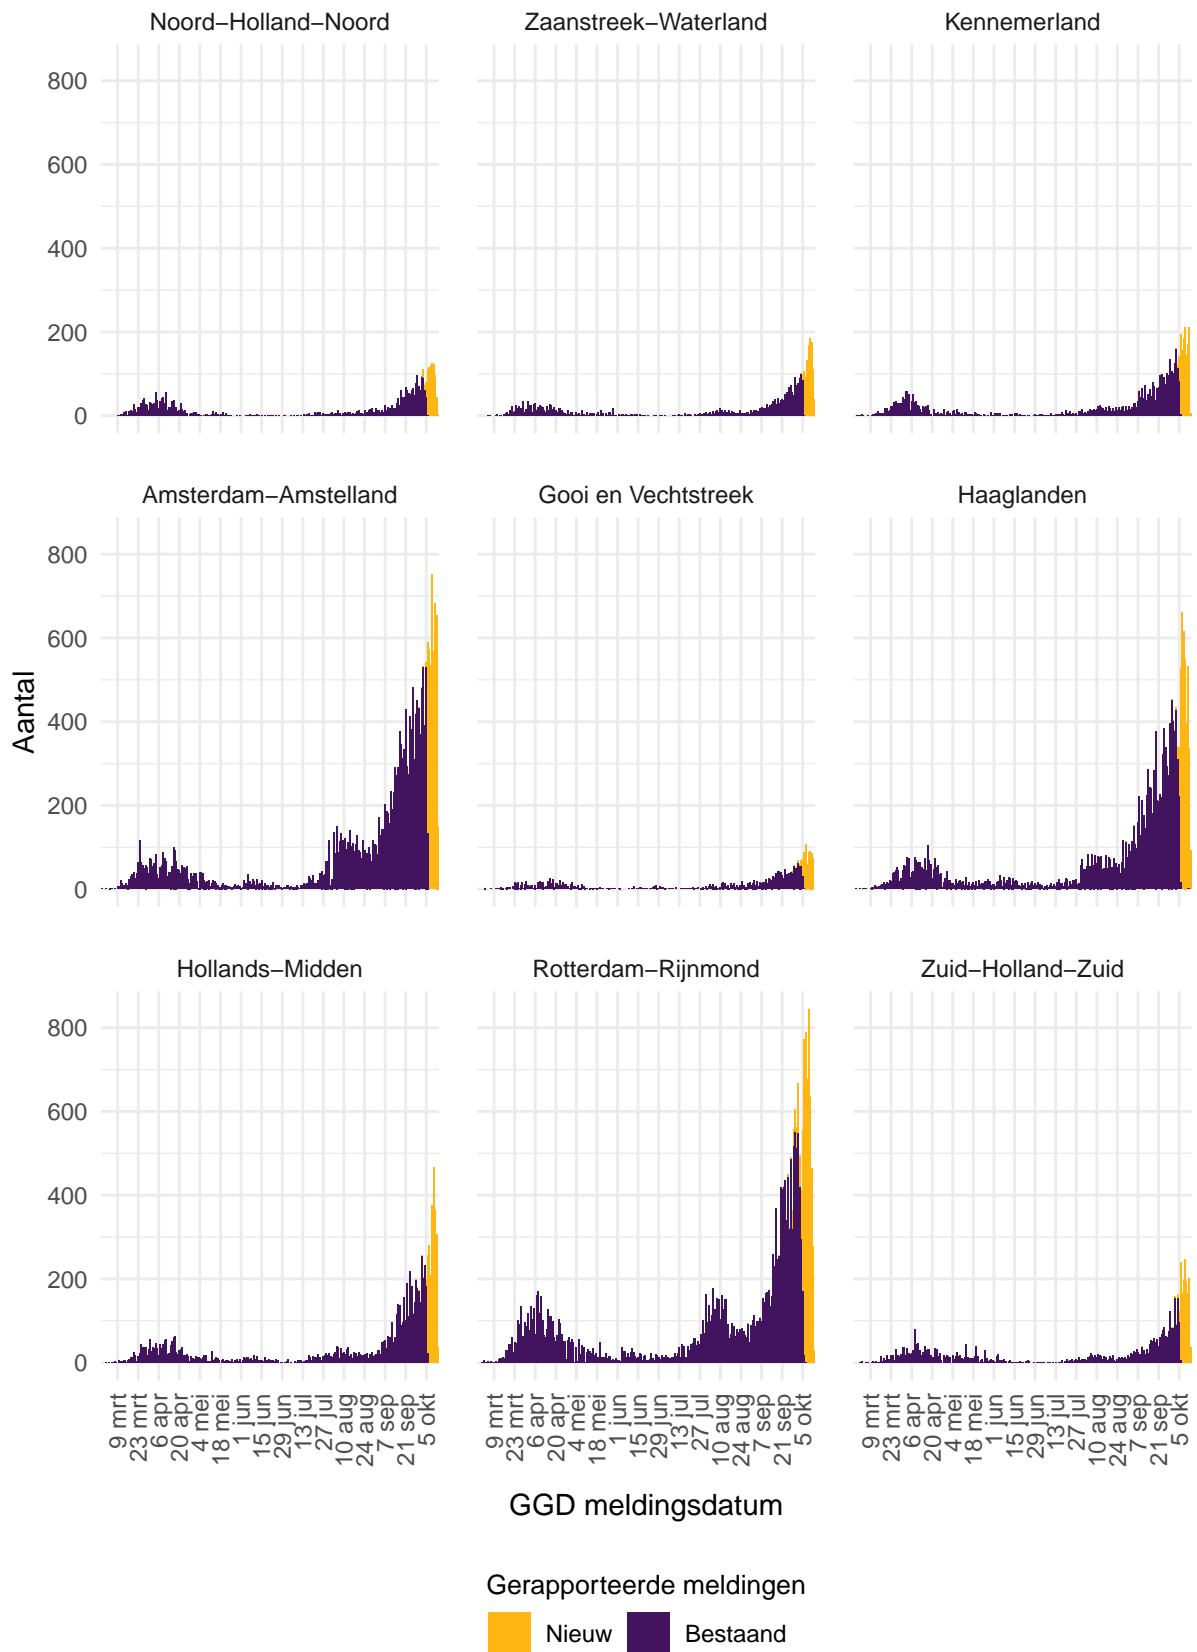 Noord−Holland−Noord
Zaanstreek−Waterland
Kennemerland
800
600
400
200
0
Amsterdam−Amstelland
Gooi en Vechtstreek
Haaglanden
800
600
400
200
0
Aantal
Hollands−Midden
Rotterdam−Rijnmond
Zuid−Holland−Zuid
800
600
400
200
0
9 mrt
23 mrt
6 apr
20 apr
4 mei
18 mei
1 jun
15 jun
29 jun
13 jul
27 jul
10 aug
24 aug
7 sep
21 sep
5 okt
9 mrt
23 mrt
6 apr
20 apr
4 mei
18 mei
1 jun
15 jun
29 jun
13 jul
27 jul
10 aug
24 aug
7 sep
21 sep
5 okt
9 mrt
23 mrt
6 apr
20 apr
4 mei
18 mei
1 jun
15 jun
29 jun
13 jul
27 jul
10 aug
24 aug
7 sep
21 sep
5 okt
GGD meldingsdatum
Gerapporteerde meldingen
Nieuw
Bestaand